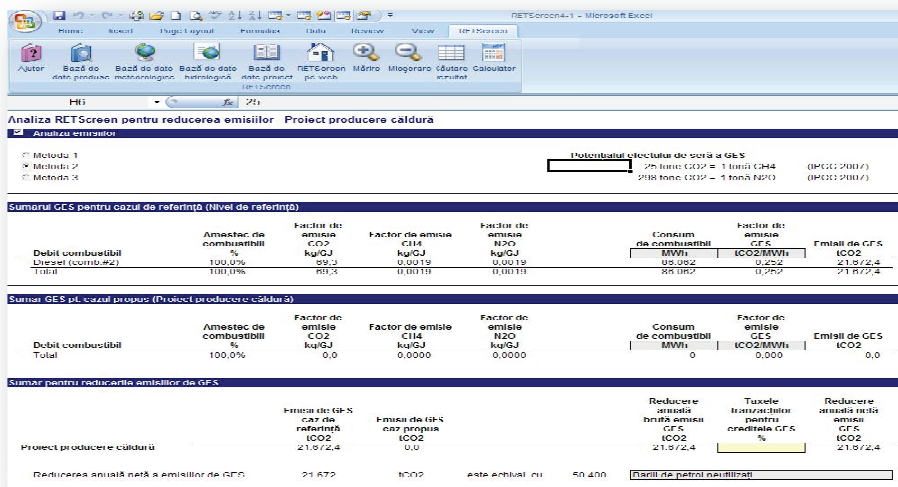 RETScreen4-1 - Microsoft Excel
Home Insert Page Layout Formulas Data Review View RETScreen
Ajutor Bază de date produse Bază de date meteorologice Bază de date hidrologică Bază de date proiect RETScreen pe web Mărire Micșorare Căutare rezultat Calculator
RETScreen
H6 fx 25
Analiza RETScreen pentru reducerea emisiilor Proiect producere căldură
Analiza emisiilor
Metoda 1 Potențialul efectului de seră a GES
Metoda 2 25 tone CO2 = 1 tonă CH4 (IPCC 2007)
Metoda 3 298 tone CO2 = 1 tonă N2O (IPCC 2007)
Sumarul GES pentru cazul de referință (Nivel de referință)
Factor de Factor de Factor de
Amestec de emisie Factor de emisie emisie Consum emisie
combustibili CO2 CH4 N2O de combustibil GES Emisii de GES
Debit combustibil % kg/GJ kg/GJ kg/GJ MWh tCO2/MWh tCO2
Diesel (comb.#2) 100,0% 69,3 0,0019 0,0019 86.062 0,252 21.672,4
Total 100,0% 69,3 0,0019 0,0019 86.062 0,252 21.672,4
Sumar GES pt. cazul propus (Proiect producere căldură)
Factor de Factor de Factor de
Amestec de emisie Factor de emisie emisie Consum emisie
combustibili CO2 CH4 N2O de combustibil GES Emisii de GES
Debit combustibil % kg/GJ kg/GJ kg/GJ MWh tCO2/MWh tCO2
Total 100,0% 0,0 0,0000 0,0000 0 0,000 0,0
Sumar pentru reducerile emisiilor de GES
Reducere Taxele Reducere
Emisii de GES anuală tranzacțiilor anuală netă
caz de Emisii de GES brută emisii pentru emisii
referință caz propus GES creditele GES GES
tCO2 tCO2 tCO2 % tCO2
Proiect producere căldură 21.672,4 0,0 21.672,4 21.672,4
Reducerea anuală netă a emisiilor de GES 21.672 tCO2 este echival. cu 50.400 Barili de petrol neutilizați